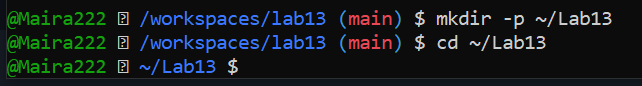 @Maira222 ➜ /workspaces/lab13 (main) $ mkdir -p ~/Lab13
@Maira222 ➜ /workspaces/lab13 (main) $ cd ~/Lab13
@Maira222 ➜ ~/Lab13 $